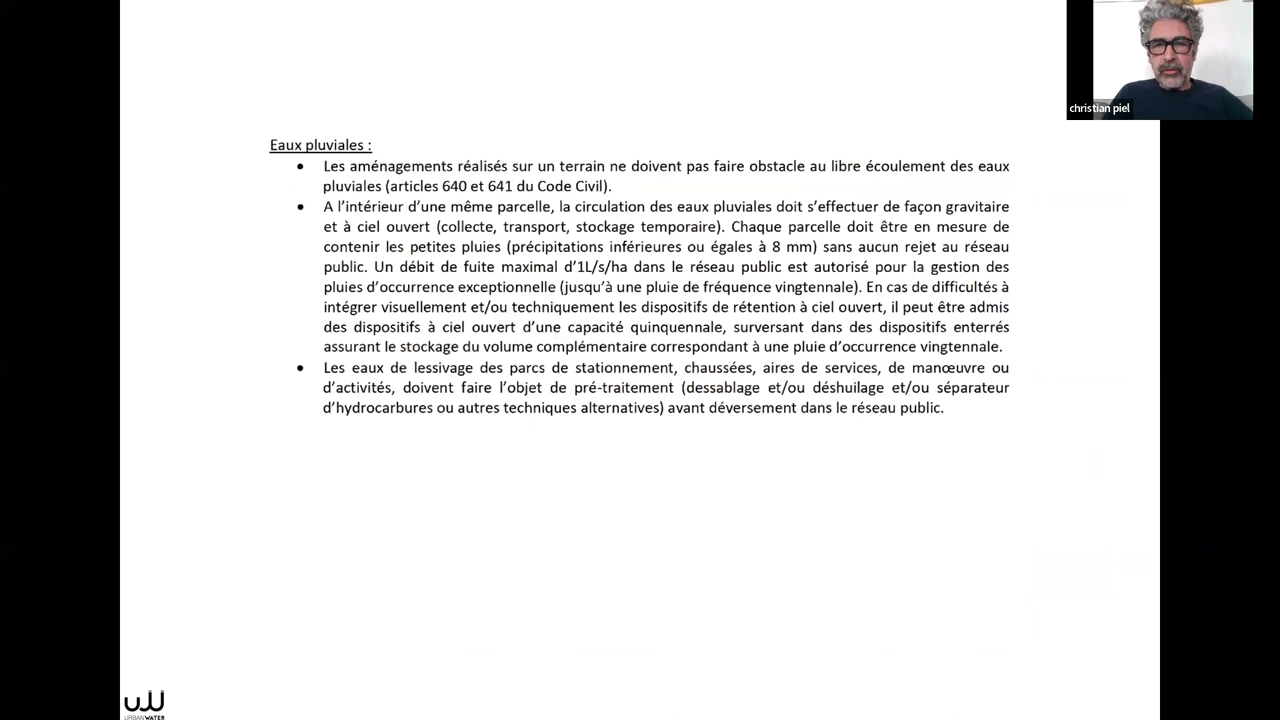 christian piel
Eaux pluviales :
• Les aménagements réalisés sur un terrain ne doivent pas faire obstacle au libre écoulement des eaux
pluviales (articles 640 et 641 du Code Civil).
• A l’intérieur d’une même parcelle, la circulation des eaux pluviales doit s’effectuer de façon gravitaire
et à ciel ouvert (collecte, transport, stockage temporaire). Chaque parcelle doit être en mesure de
contenir les petites pluies (précipitations inférieures ou égales à 8 mm) sans aucun rejet au réseau
public. Un débit de fuite maximal d’1L/s/ha dans le réseau public est autorisé pour la gestion des
pluies d’occurrence exceptionnelle (jusqu’à une pluie de fréquence vingtennale). En cas de difficultés à
intégrer visuellement et/ou techniquement les dispositifs de rétention à ciel ouvert, il peut être admis
des dispositifs à ciel ouvert d’une capacité quinquennale, surversant dans des dispositifs enterrés
assurant le stockage du volume complémentaire correspondant à une pluie d’occurrence vingtennale.
• Les eaux de lessivage des parcs de stationnement, chaussées, aires de services, de manœuvre ou
d’activités, doivent faire l’objet de pré-traitement (dessablage et/ou déshuilage et/ou séparateur
d’hydrocarbures ou autres techniques alternatives) avant déversement dans le réseau public.
URBANWATER